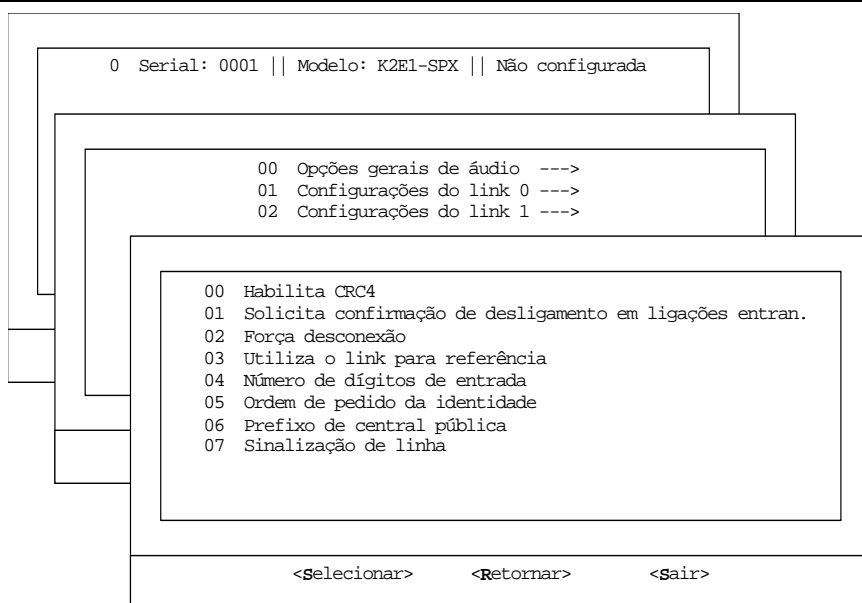 0 Serial: 0001 || Modelo: K2E1-SPX || Não configurada
00 Opções gerais de áudio --->
01 Configurações do link 0 --->
02 Configurações do link 1 --->
00 Habilita CRC4
01 Solicita confirmação de desligamento em ligações entran.
02 Força desconexão
03 Utiliza o link para referência
04 Número de dígitos de entrada
05 Ordem de pedido da identidade
06 Prefixo de central pública
07 Sinalização de linha
<Selecionar> <Retornar> <Sair>